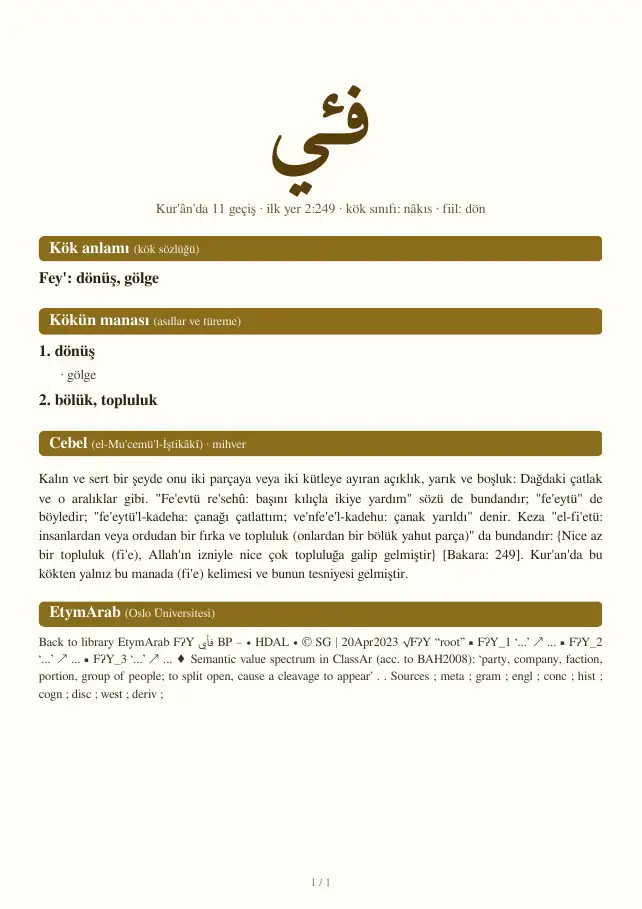 فئي
Kur'ân'da 11 geçiş · ilk yer 2:249 · kök sınıfı: nâkıs · fiil: dön
Kök anlamı (kök sözlüğü)
Fey': dönüş, gölge
Kökün manası (asıllar ve türeme)
1. dönüş
· gölge
2. bölük, topluluk
Cebel (el-Mu'cemü'l-İştikâkî) · mihver
Kalın ve sert bir şeyde onu iki parçaya veya iki kütleye ayıran açıklık, yarık ve boşluk: Dağdaki çatlak
ve o aralıklar gibi. "Fe'evtü re'sehû: başını kılıçla ikiye yardım" sözü de bundandır; "fe'eytü" de
böyledir; "fe'eytü'l-kadeha: çanağı çatlattım; ve'nfe'e'l-kadehu: çanak yarıldı" denir. Keza "el-fi'etü:
insanlardan veya ordudan bir fırka ve topluluk (onlardan bir bölük yahut parça)" da bundandır: {Nice az
bir topluluk (fi'e), Allah'ın izniyle nice çok topluluğa galip gelmiştir} [Bakara: 249]. Kur'an'da bu
kökten yalnız bu manada (fi'e) kelimesi ve bunun tesniyesi gelmiştir.
EtymArab (Oslo Üniversitesi)
Back to library EtymArab FʔY فأي BP – • HDAL • © SG | 20Apr2023 √FʔY “root” ▪ FʔY_1 ‘...’ ↗ ... ▪ FʔY_2
‘...’ ↗ ... ▪ FʔY_3 ‘...’ ↗ ... ♦ Semantic value spectrum in ClassAr (acc. to BAH2008): ‘party, company, faction,
portion, group of people; to split open, cause a cleavage to appear’ . . Sources ; meta ; gram ; engl ; conc ; hist ;
cogn ; disc ; west ; deriv ;
1 / 1